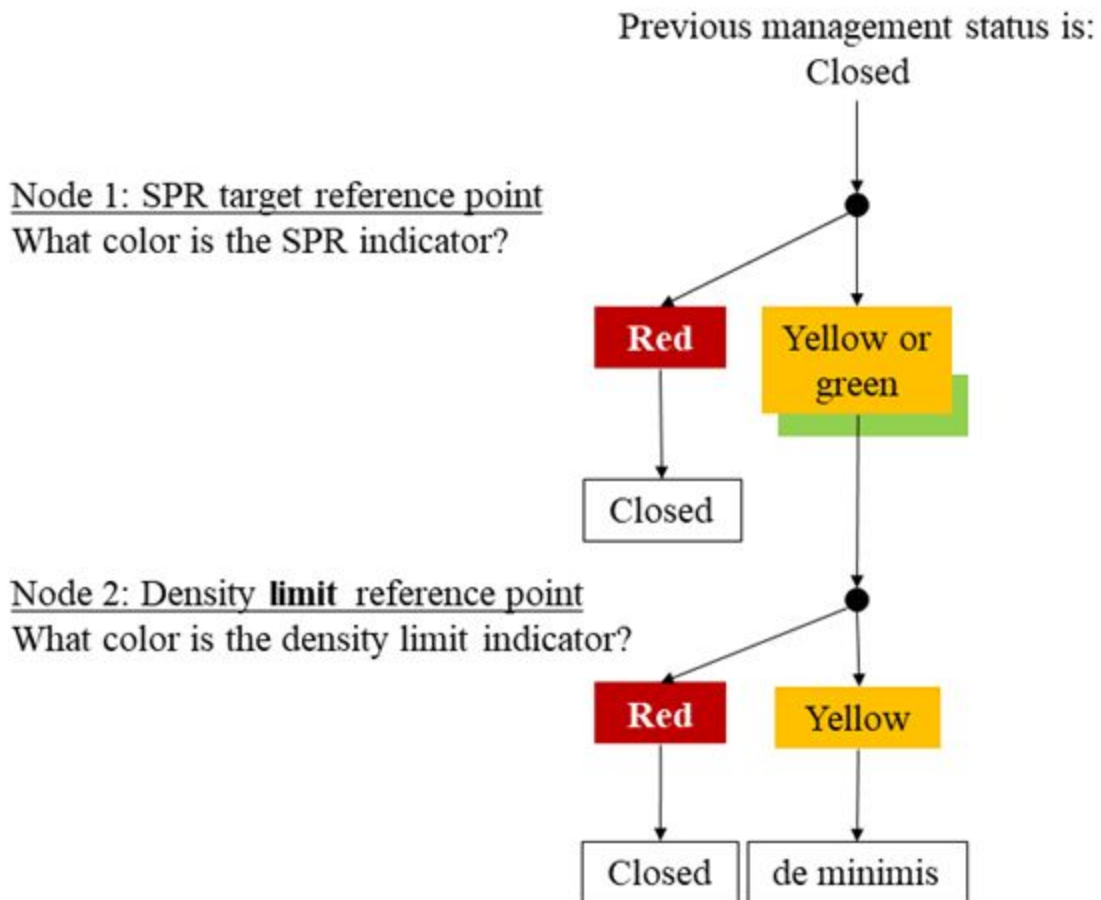 Previous management status is:
Closed
Node 1: SPR target reference point
What color is the SPR indicator?
Red
Yellow or
green
Closed
Node 2: Density limit reference point
What color is the density limit indicator?
Red
Yellow
Closed
de minimis